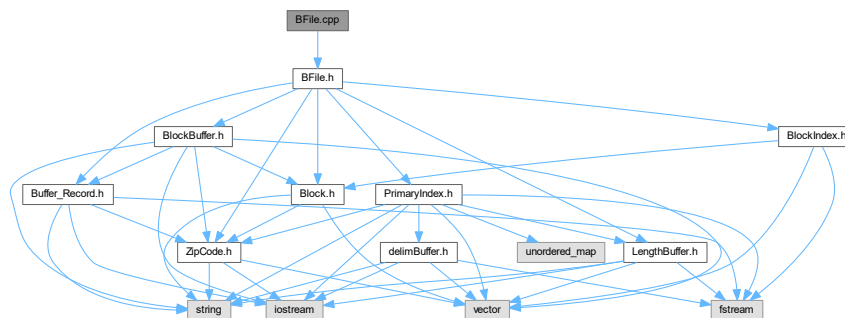 BFile.cpp
BFile.h
BlockBuffer.h
BlockIndex.h
Buffer_Record.h
Block.h
PrimaryIndex.h
ZipCode.h
delimBuffer.h
unordered_map
LengthBuffer.h
string
iostream
vector
fstream